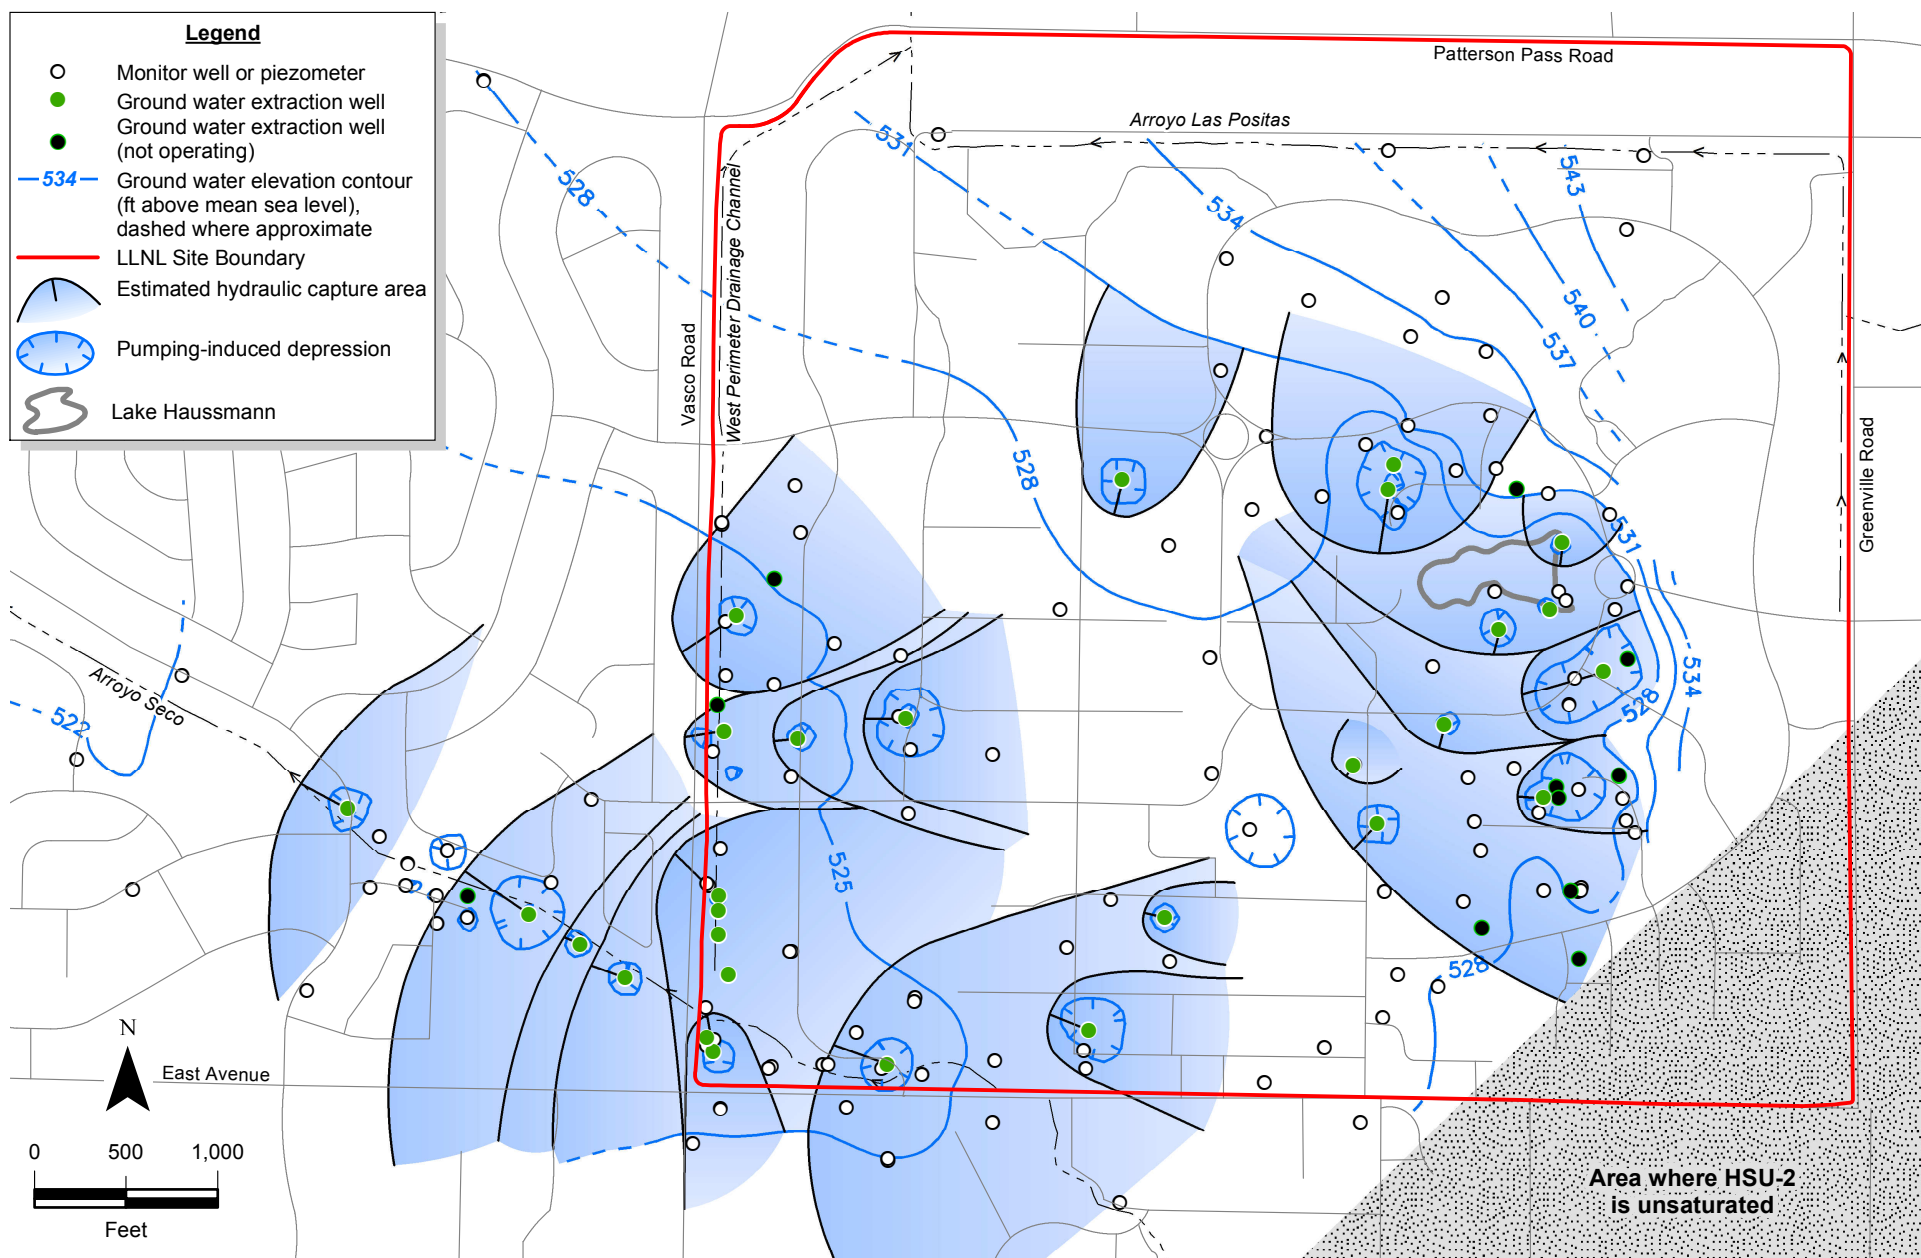 Legend
Monitor well or piezometer
Ground water extraction well
Ground water extraction well
(not operating)
534
Ground water elevation contour
(ft above mean sea level),
dashed where approximate
LLNL Site Boundary
Estimated hydraulic capture area
Pumping-induced depression
Lake Haussmann
Patterson Pass Road
Arroyo Las Positas
531
528
534
543
540
537
West Perimeter Drainage Channel
Vasco Road
Greenville Road
528
531
534
528
Arroyo Seco
522
525
528
N
East Avenue
0 500 1,000
Feet
Area where HSU-2
is unsaturated